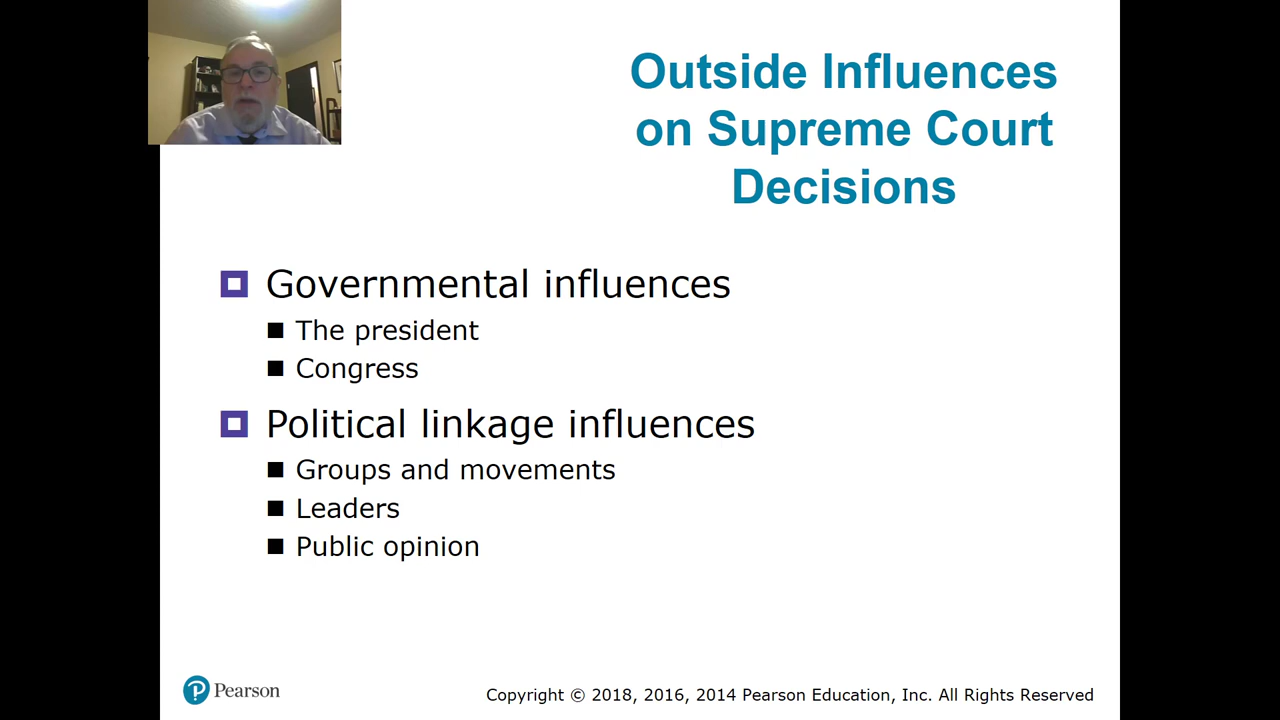 Outside Influences
on Supreme Court
Decisions
Governmental influences
The president
Congress
Political linkage influences
Groups and movements
Leaders
Public opinion
Pearson
Copyright © 2018, 2016, 2014 Pearson Education, Inc. All Rights Reserved